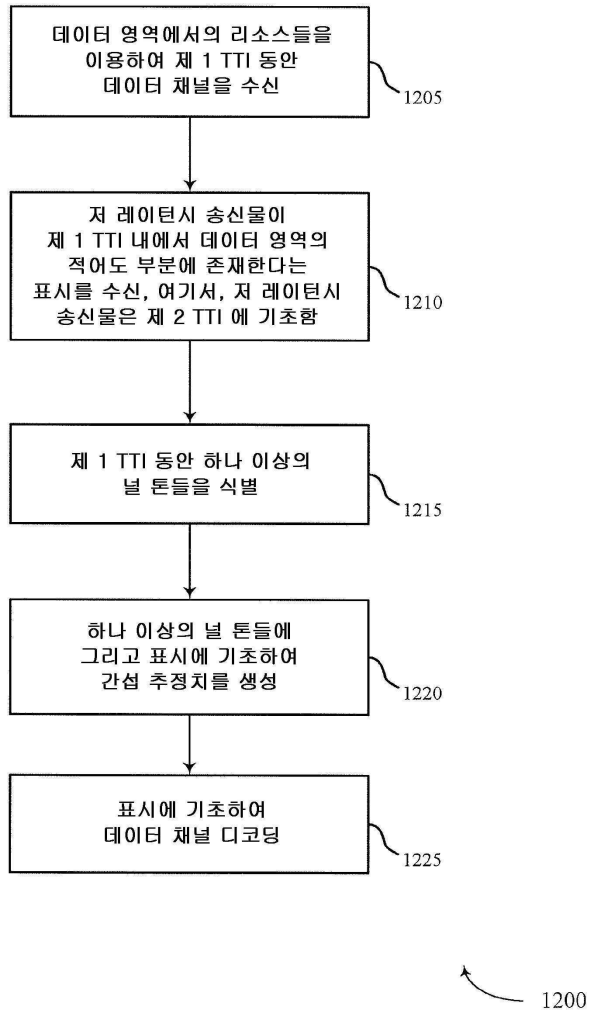 데이터 영역에서의 리소스들을
이용하여 제 1 TTI 동안
데이터 채널을 수신
1205
저 레이턴시 송신물이
제 1 TTI 내에서 데이터 영역의
적어도 부분에 존재한다는
표시를 수신, 여기서, 저 레이턴시
송신물은 제 2 TTI 에 기초함
1210
제 1 TTI 동안 하나 이상의
널 톤들을 식별
1215
하나 이상의 널 톤들에
그리고 표시에 기초하여
간섭 추정치를 생성
1220
표시에 기초하여
데이터 채널 디코딩
1225
1200